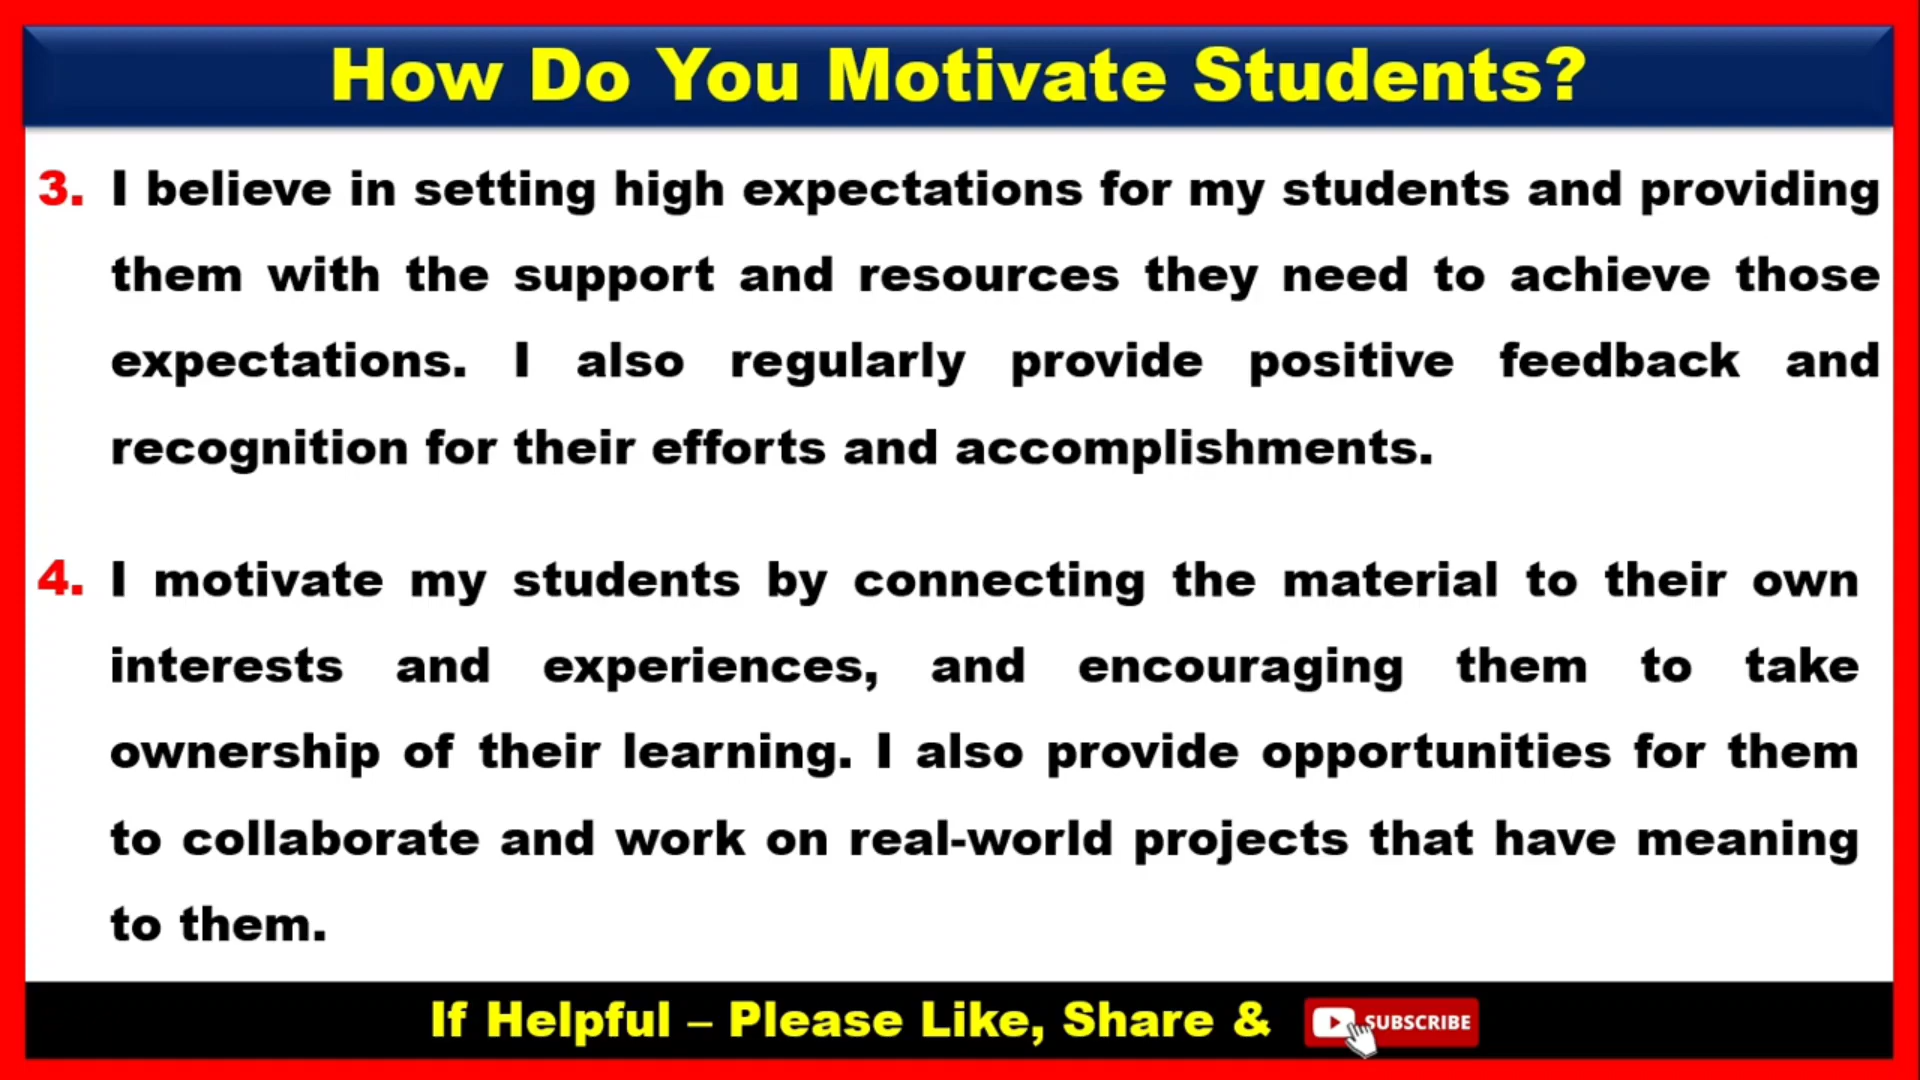 How Do You Motivate Students?
3. I believe in setting high expectations for my students and providing
them with the support and resources they need to achieve those
expectations. I also regularly provide positive feedback and
recognition for their efforts and accomplishments.
4. I motivate my students by connecting the material to their own
interests and experiences, and encouraging them to take
ownership of their learning. I also provide opportunities for them
to collaborate and work on real-world projects that have meaning
to them.
If Helpful – Please Like, Share & SUBSCRIBE